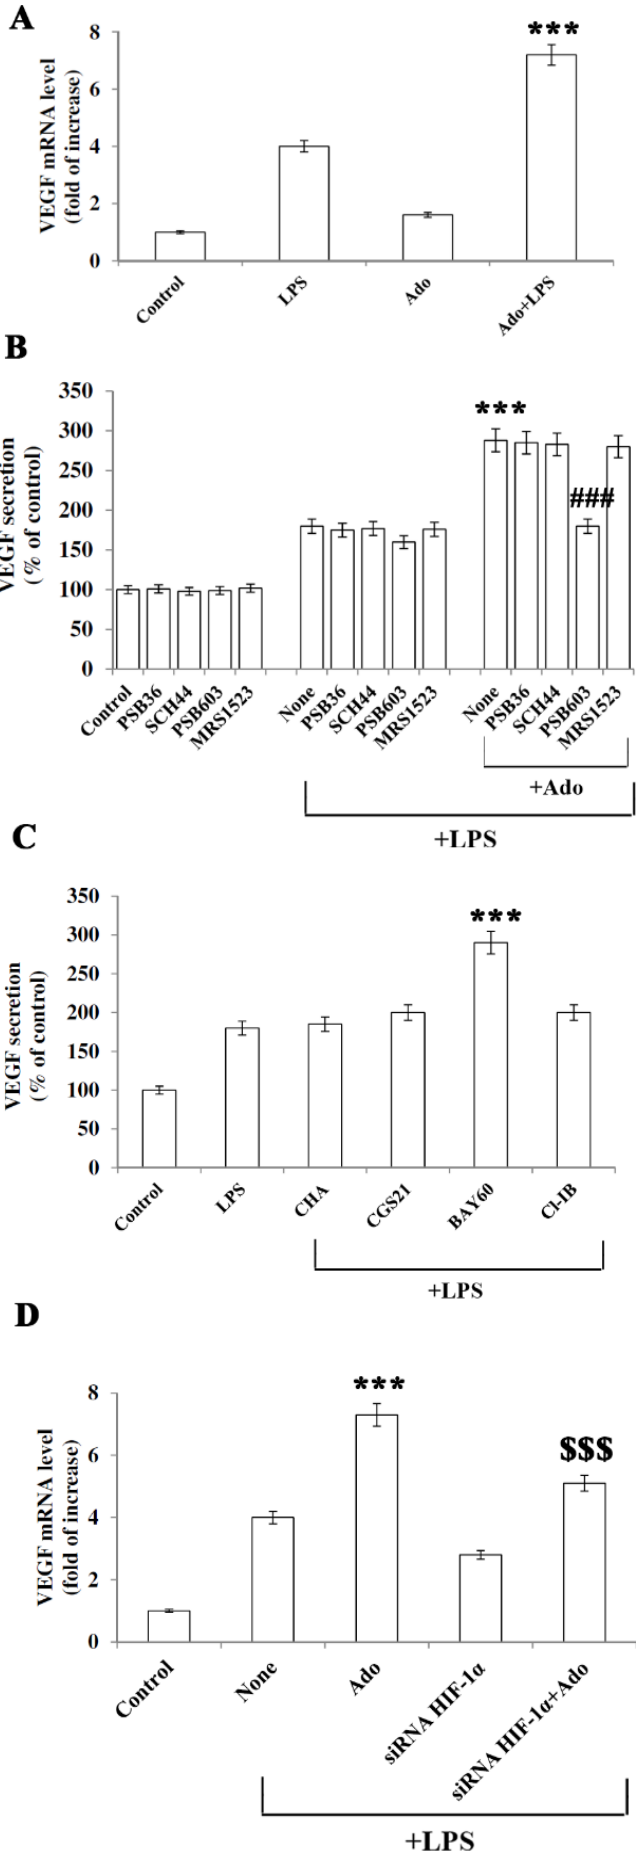 A
VEGF mRNA level
(fold of increase)
8
6
4
2
0
***
Control
LPS
Ado
Ado+LPS
B
VEGF secretion
(% of control)
350
300
250
200
150
100
50
0
***
###
Control
PSB36
SCH44
PSB603
MRS1523
None
PSB36
SCH44
PSB603
MRS1523
None
PSB36
SCH44
PSB603
MRS1523
+Ado
+LPS
C
VEGF secretion
(% of control)
350
300
250
200
150
100
50
0
***
Control
LPS
CHA
CGS21
BAY60
Cl-IB
+LPS
D
VEGF mRNA level
(fold of increase)
8
6
4
2
0
***
$$$
Control
None
Ado
siRNA HIF-1α
siRNA HIF-1α+Ado
+LPS